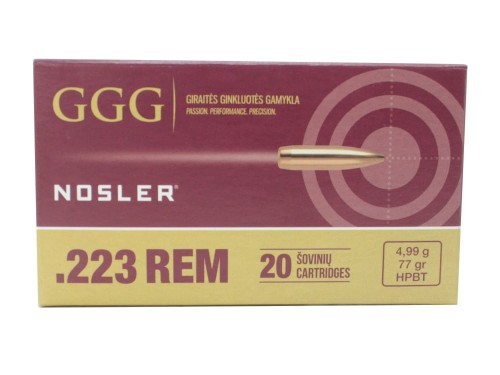 GGG
GIRAITĖS GINKLUOTĖS GAMYKLA
PASSION. PERFORMANCE. PRECISION.
NOSLER®
.223 REM
20 ŠOVINIŲ
CARTRIDGES
4,99 g
77 gr
HPBT